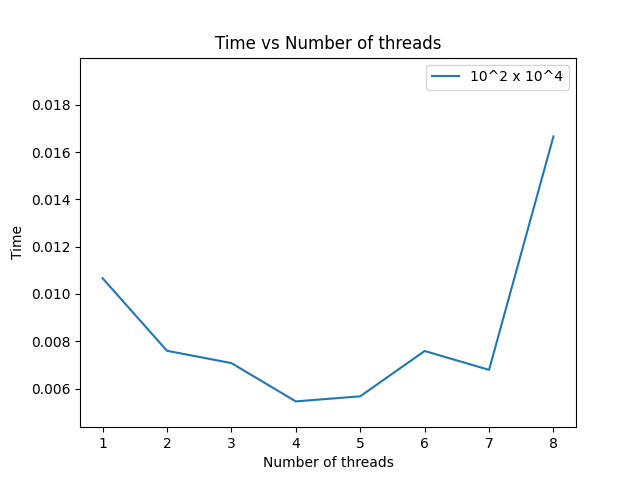 Time vs Number of threads
10^2 x 10^4
0.018
0.016
0.014
0.012
0.010
0.008
0.006
Time
1 2 3 4 5 6 7 8
Number of threads